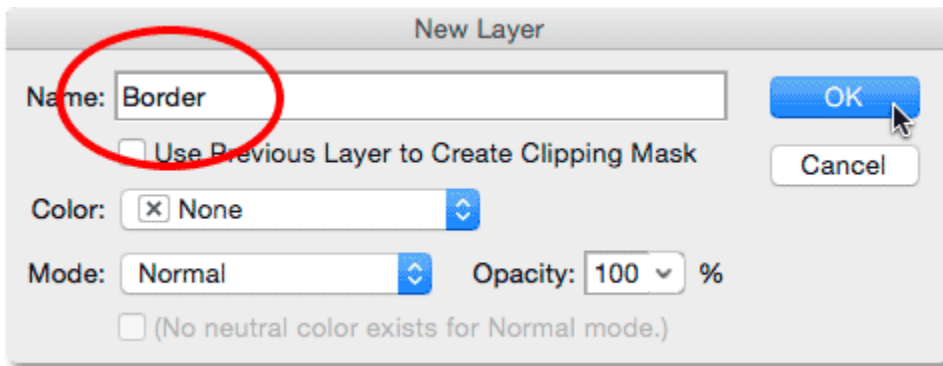 New Layer
Name: Border OK
Use Previous Layer to Create Clipping Mask Cancel
Color: None
Mode: Normal Opacity: 100 %
(No neutral color exists for Normal mode.)